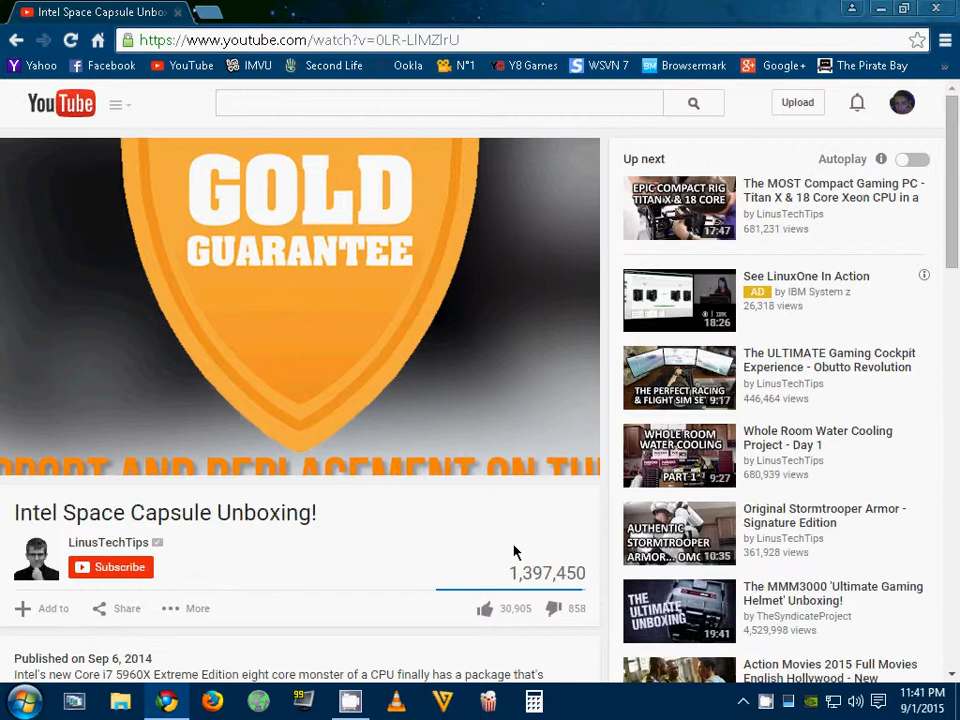 Intel Space Capsule Unbo
https://www.youtube.com/watch?v=0LR-LlMZIrU
Yahoo Facebook YouTube IMVU Second Life Ookla N°1 Y8 Games WSVN 7 Browsermark Google+ The Pirate Bay »
YouTube
Upload
GOLD
GUARANTEE
PPORT AND REPLACEMENT ON TH
Intel Space Capsule Unboxing!
LinusTechTips
Subscribe
1,397,450
Add to Share More 30,905 858
Published on Sep 6, 2014
Intel's new Core i7 5960X Extreme Edition eight core monster of a CPU finally has a package that's
Up next Autoplay
EPIC COMPACT RIG
TITAN X & 18 CORE
17:47
The MOST Compact Gaming PC -
Titan X & 18 Core Xeon CPU in a
by LinusTechTips
681,231 views
18:26
See LinuxOne In Action
AD by IBM System z
26,318 views
THE PERFECT RACING
& FLIGHT SIM SE
9:17
The ULTIMATE Gaming Cockpit
Experience - Obutto Revolution
by LinusTechTips
446,464 views
WHOLE ROOM
WATER COOLING
PART 1
9:27
Whole Room Water Cooling
Project - Day 1
by LinusTechTips
680,939 views
AUTHENTIC
STORMTROOPER
ARMOR... OM
10:35
Original Stormtrooper Armor -
Signature Edition
by LinusTechTips
361,928 views
THE ULTIMATE
UNBOXING
19:41
The MMM3000 'Ultimate Gaming
Helmet' Unboxing!
by TheSyndicateProject
4,529,998 views
Action Movies 2015 Full Movies
English Hollywood - New
99
11:41 PM
9/1/2015